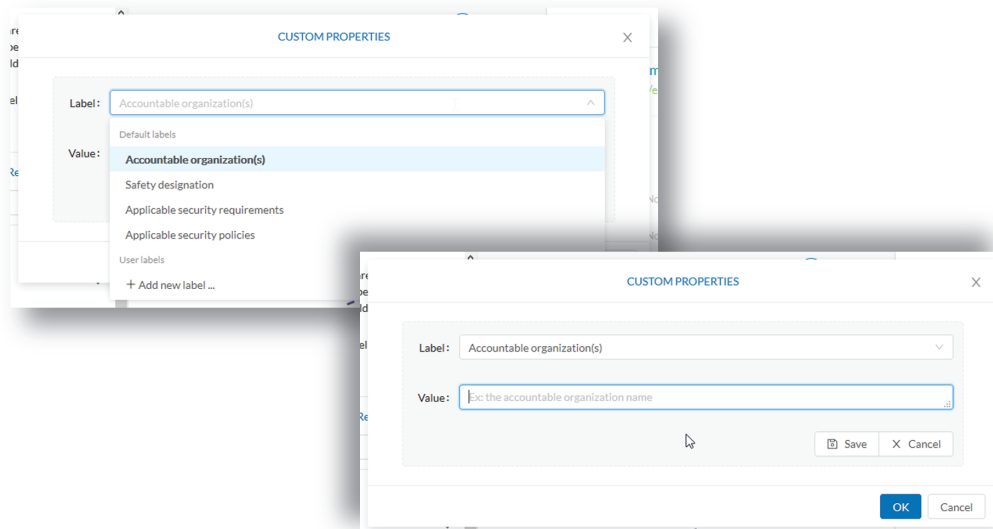 CUSTOM PROPERTIES
Label :
Accountable organization(s)
Value :
Default labels
Accountable organization(s)
Safety designation
Applicable security requirements
Applicable security policies
User labels
+ Add new label ...
CUSTOM PROPERTIES
Label :
Accountable organization(s)
Value :
Ex: the accountable organization name
Save
Cancel
OK
Cancel